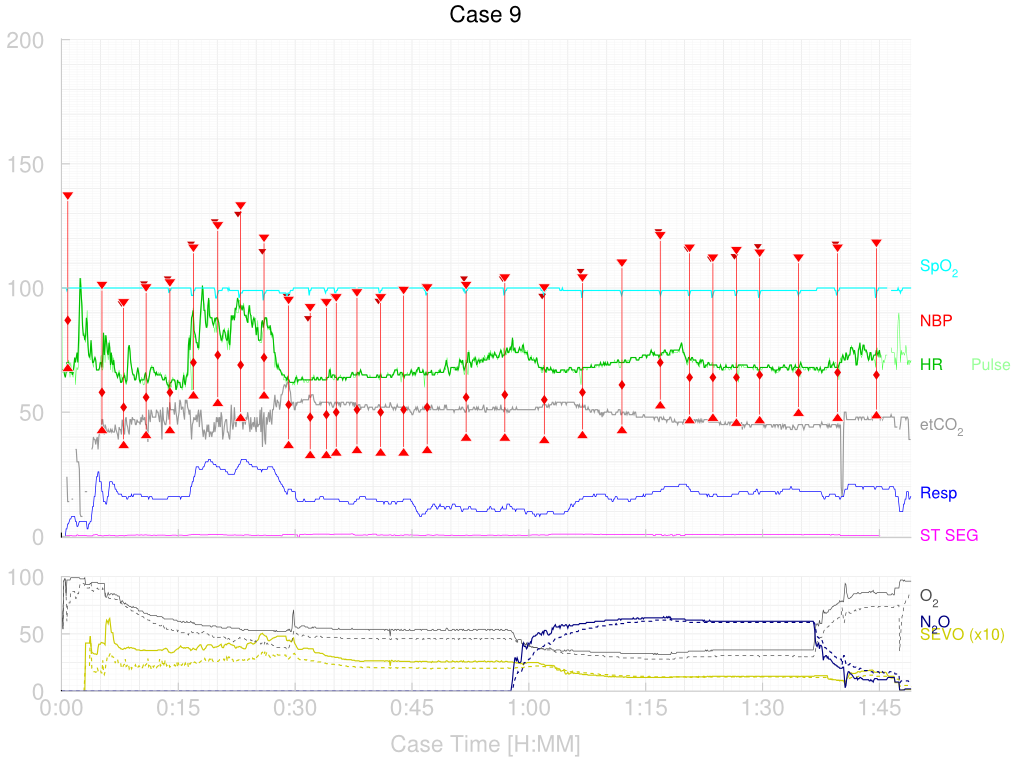 Case 9
200
150
100
50
0
SpO2
NBP
HR Pulse
etCO2
Resp
ST SEG
100
50
0
O2
N2O
SEVO (x10)
0:00 0:15 0:30 0:45 1:00 1:15 1:30 1:45
Case Time [H:MM]